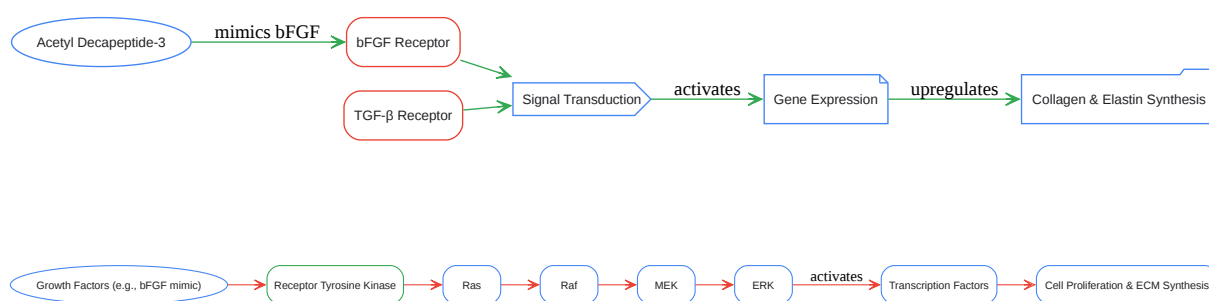 Acetyl Decapeptide-3
mimics bFGF
bFGF Receptor
TGF-β Receptor
Signal Transduction
activates
Gene Expression
upregulates
Collagen & Elastin Synthesis
Growth Factors (e.g., bFGF mimic)
Receptor Tyrosine Kinase
Ras
Raf
MEK
ERK
activates
Transcription Factors
Cell Proliferation & ECM Synthesis